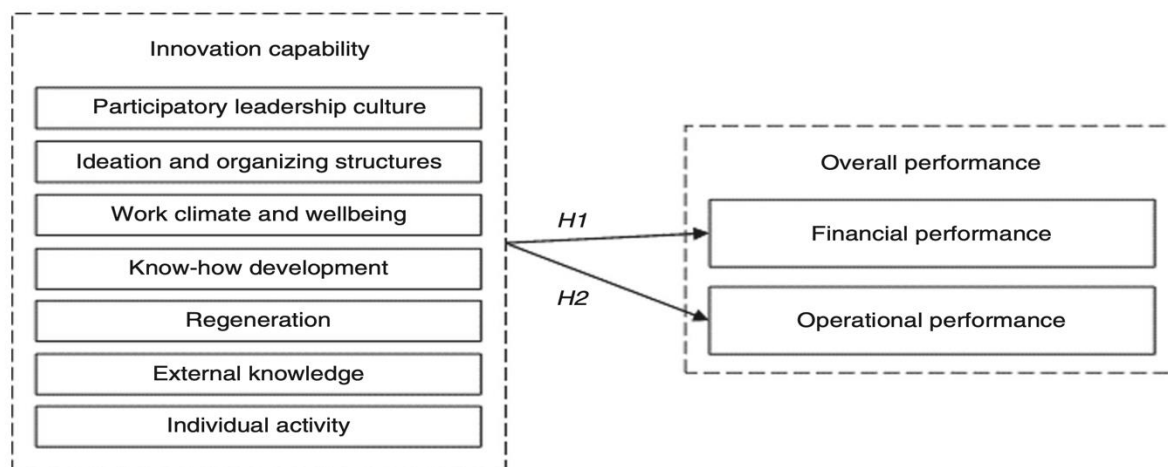 Innovation capability
Participatory leadership culture
Ideation and organizing structures
Work climate and wellbeing
Know-how development
Regeneration
External knowledge
Individual activity
H1
H2
Overall performance
Financial performance
Operational performance